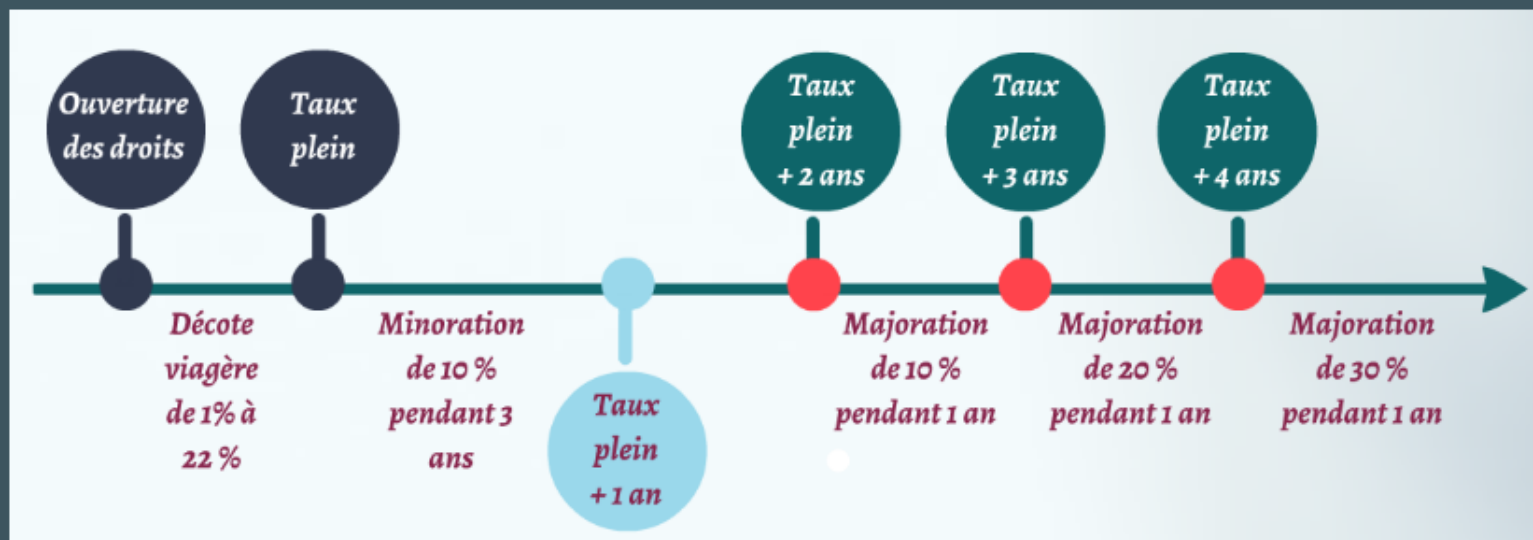 Ouverture
des droits
Taux
plein
Taux
plein
+ 2 ans
Taux
plein
+ 3 ans
Taux
plein
+ 4 ans
Décote
viagère
de 1% à
22 %
Minoration
de 10 %
pendant 3
ans
Taux
plein
+ 1 an
Majoration
de 10 %
pendant 1 an
Majoration
de 20 %
pendant 1 an
Majoration
de 30 %
pendant 1 an